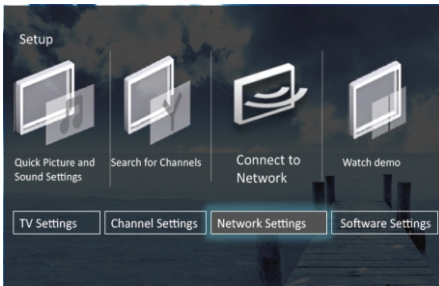 Setup
Quick Picture and
Sound Settings
Search for Channels
Connect to
Network
Watch demo
TV Settings
Channel Settings
Network Settings
Software Settings